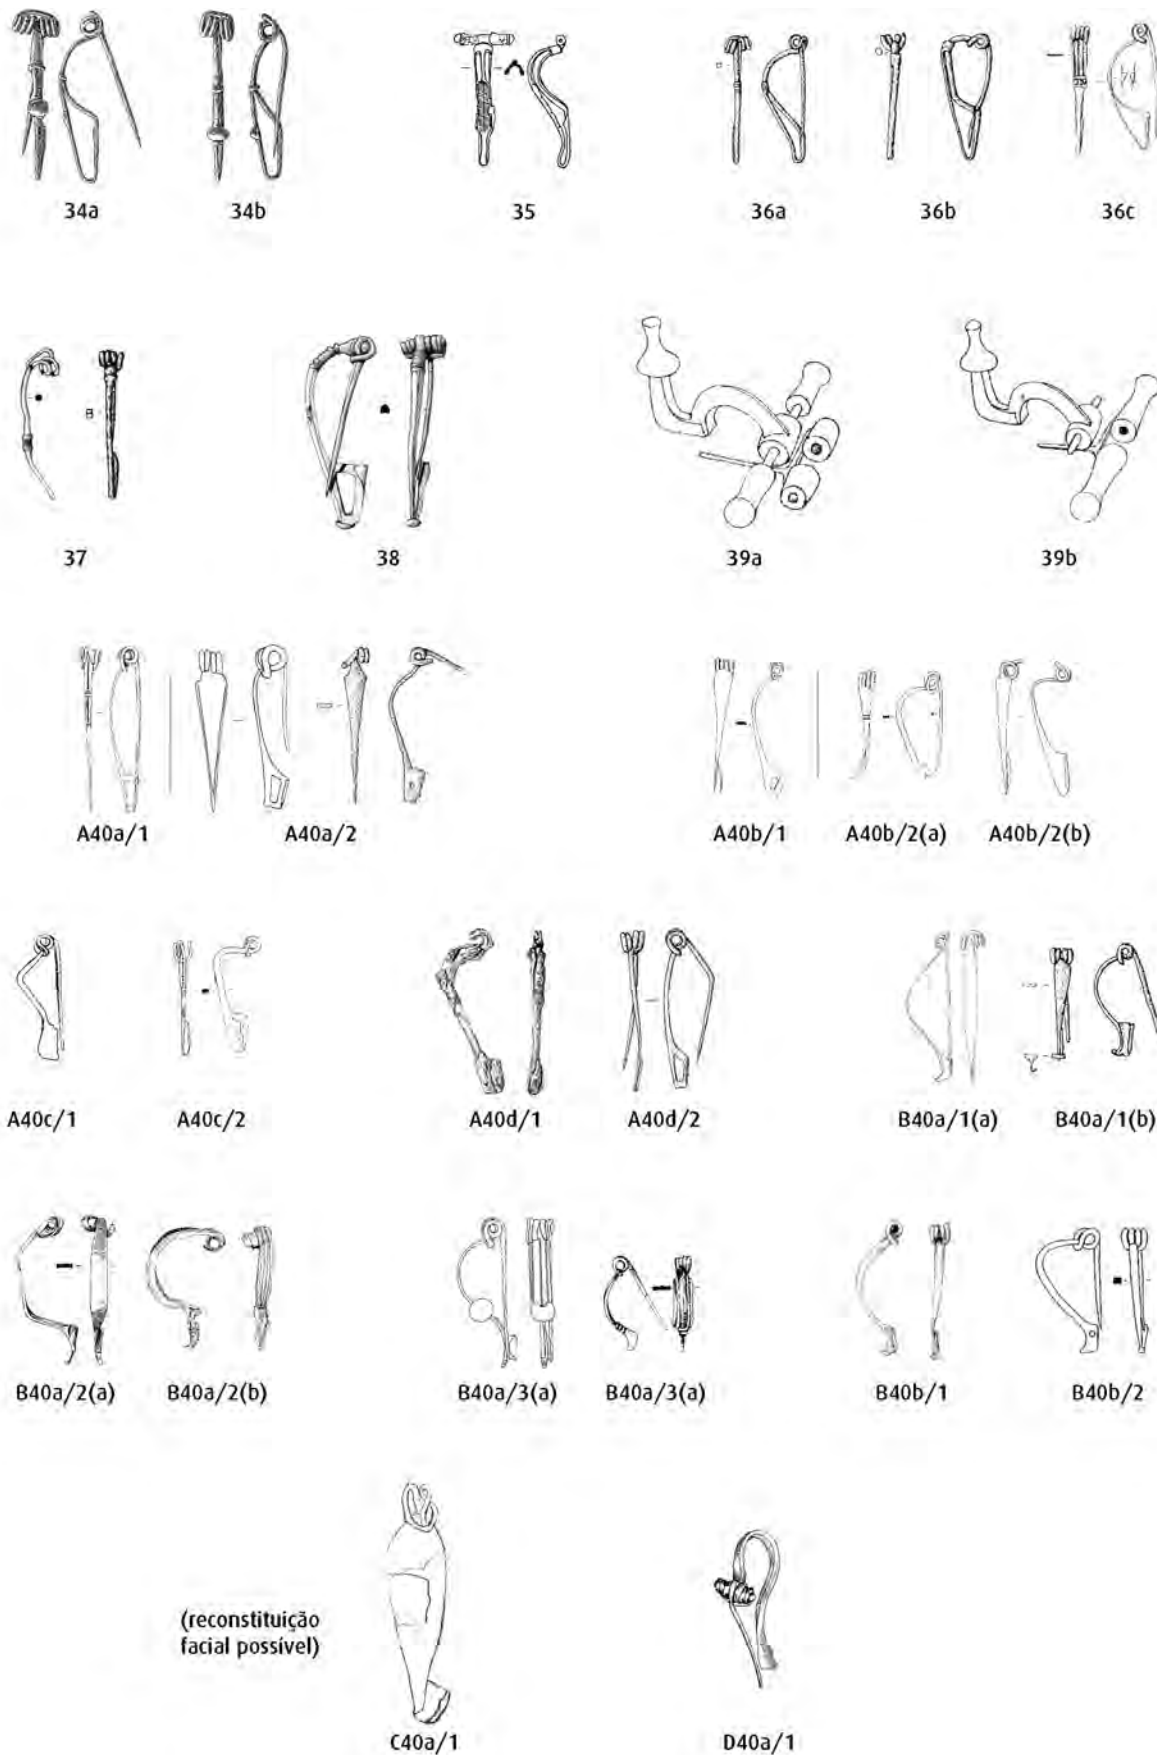 34a 34b 35 36a 36b 36c
37 38 39a 39b
A40a/1 A40a/2 A40b/1 A40b/2(a) A40b/2(b)
A40c/1 A40c/2 A40d/1 A40d/2 B40a/1(a) B40a/1(b)
B40a/2(a) B40a/2(b) B40a/3(a) B40a/3(a) B40b/1 B40b/2
(reconstituição
facial possível)
C40a/1 D40a/1